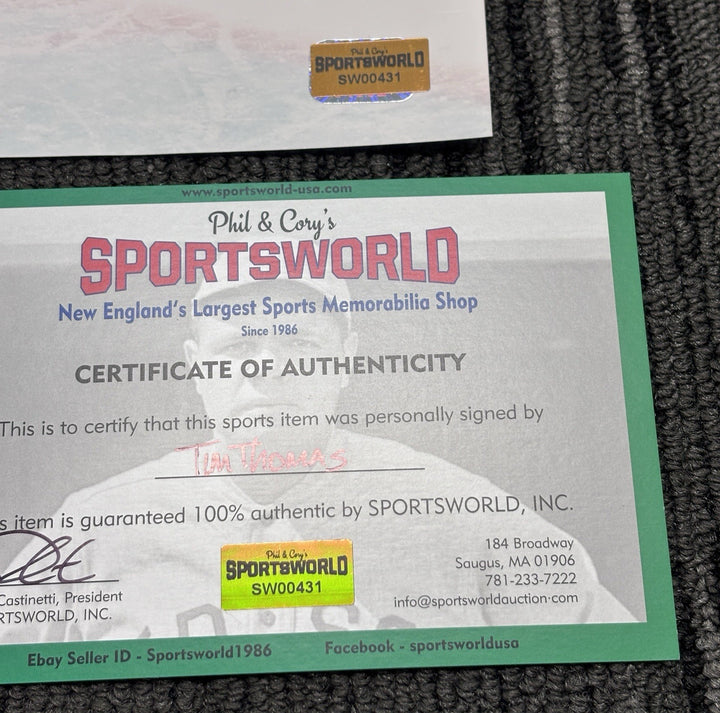 Phil & Cory's
SPORTSWORLD
SW00431
www.sportsworld-usa.com
Phil & Cory's
SPORTSWORLD
New England's Largest Sports Memorabilia Shop
Since 1986
CERTIFICATE OF AUTHENTICITY
This is to certify that this sports item was personally signed by
TIM THOMAS
s item is guaranteed 100% authentic by SPORTSWORLD, INC.
Castinetti, President
RTSWORLD, INC.
Phil & Cory's
SPORTSWORLD
SW00431
184 Broadway
Saugus, MA 01906
781-233-7222
info@sportsworldauction.com
Ebay Seller ID - Sportsworld1986
Facebook - sportsworldusa